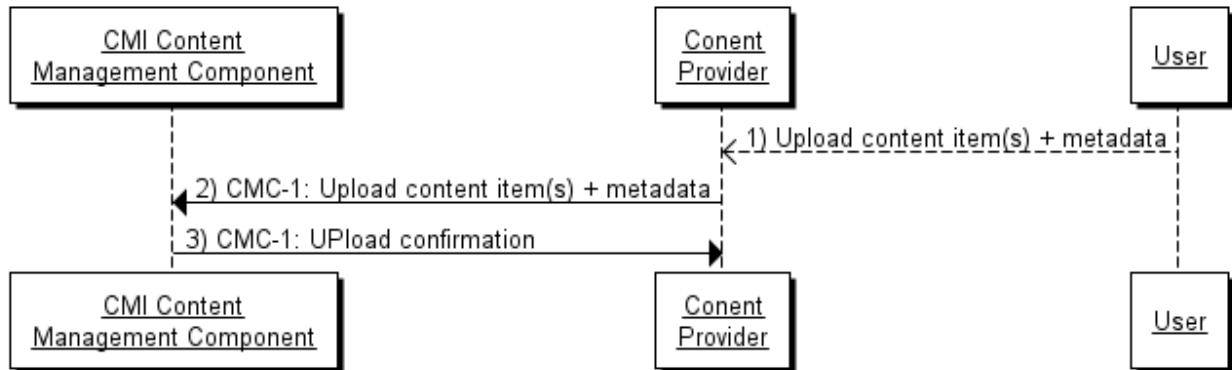 CMI Content
Management Component
Conent
Provider
User
1) Upload content item(s) + metadata
2) CMC-1: Upload content item(s) + metadata
3) CMC-1: UPload confirmation
CMI Content
Management Component
Conent
Provider
User